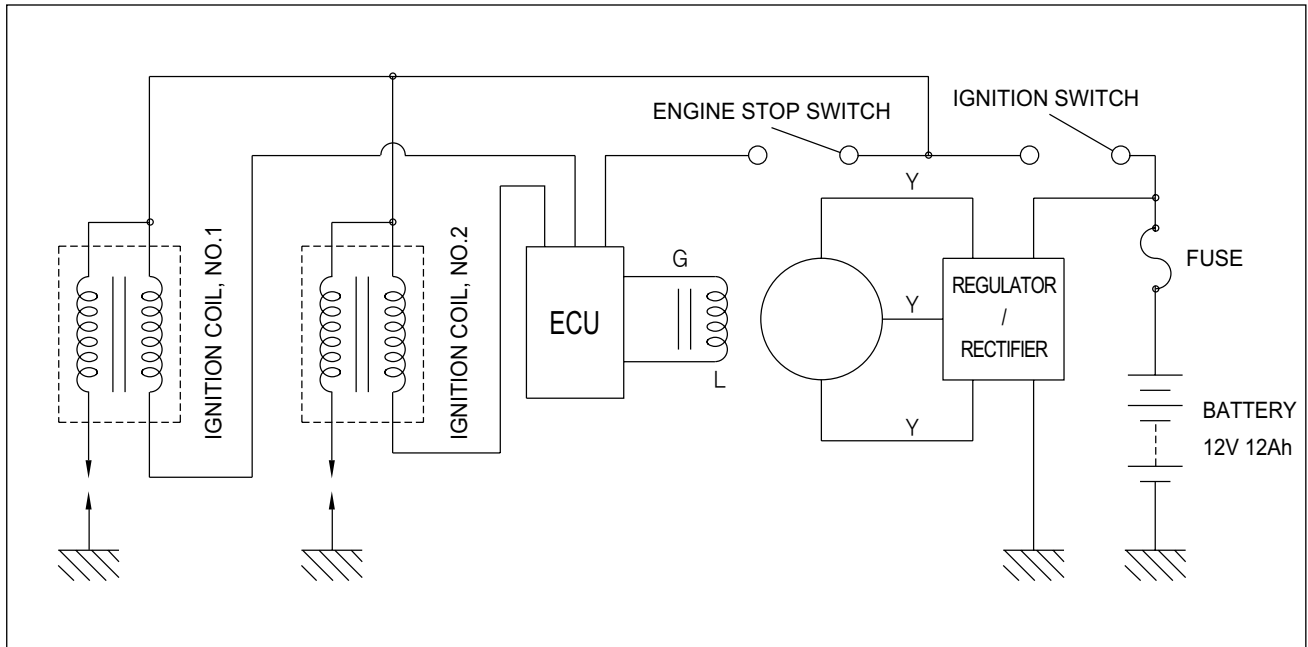 ENGINE STOP SWITCH
IGNITION SWITCH
IGNITION COIL, NO.1
IGNITION COIL, NO.2
ECU
G
L
Y
Y
Y
REGULATOR
/
RECTIFIER
FUSE
BATTERY
12V 12Ah